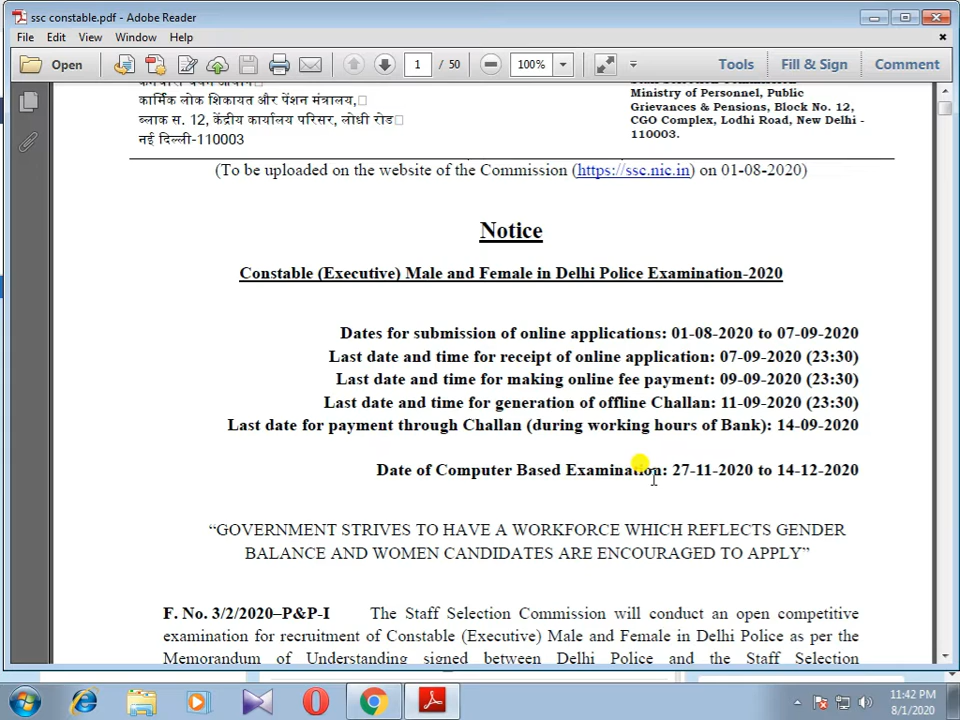 ssc constable.pdf - Adobe Reader
File Edit View Window Help
Open 1 / 50 100% Tools Fill & Sign Comment
कार्मिक लोक शिकायत और पेंशन मंत्रालय,
ब्लाक स. 12, केंद्रीय कार्यालय परिसर, लोधी रोड
नई दिल्ली-110003
Ministry of Personnel, Public
Grievances & Pensions, Block No. 12,
CGO Complex, Lodhi Road, New Delhi -
110003.
(To be uploaded on the website of the Commission (https://ssc.nic.in) on 01-08-2020)
Notice
Constable (Executive) Male and Female in Delhi Police Examination-2020
Dates for submission of online applications: 01-08-2020 to 07-09-2020
Last date and time for receipt of online application: 07-09-2020 (23:30)
Last date and time for making online fee payment: 09-09-2020 (23:30)
Last date and time for generation of offline Challan: 11-09-2020 (23:30)
Last date for payment through Challan (during working hours of Bank): 14-09-2020
Date of Computer Based Examination: 27-11-2020 to 14-12-2020
“GOVERNMENT STRIVES TO HAVE A WORKFORCE WHICH REFLECTS GENDER
BALANCE AND WOMEN CANDIDATES ARE ENCOURAGED TO APPLY”
F. No. 3/2/2020–P&P-I The Staff Selection Commission will conduct an open competitive
examination for recruitment of Constable (Executive) Male and Female in Delhi Police as per the
Memorandum of Understanding signed between Delhi Police and the Staff Selection
11:42 PM
8/1/2020